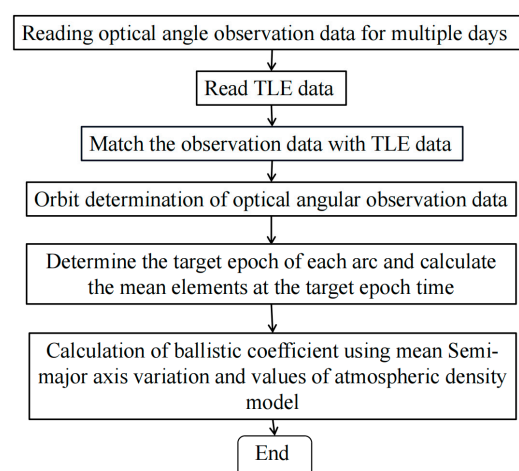 Reading optical angle observation data for multiple days
Read TLE data
Match the observation data with TLE data
Orbit determination of optical angular observation data
Determine the target epoch of each arc and calculate
the mean elements at the target epoch time
Calculation of ballistic coefficient using mean Semi-
major axis variation and values of atmospheric density
model
End